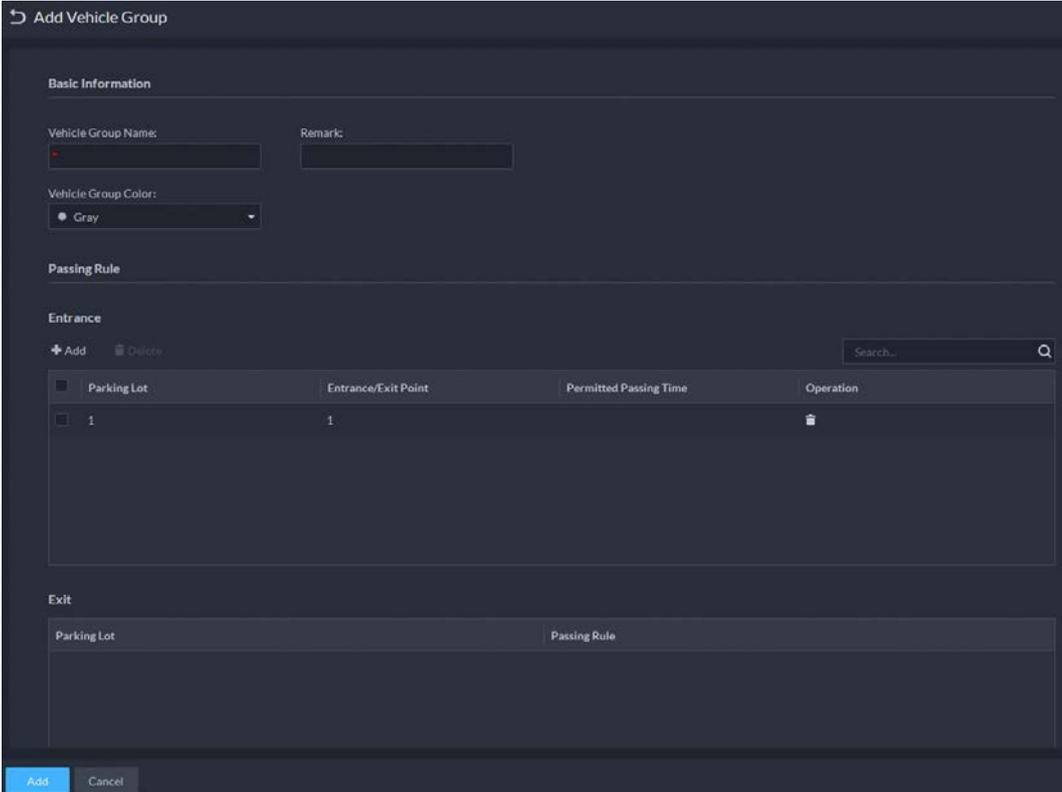 Add Vehicle Group
Basic Information
Vehicle Group Name: Remark:
*
Vehicle Group Color:
Gray
Passing Rule
Entrance
Add Delete Search...
Parking Lot Entrance/Exit Point Permitted Passing Time Operation
1 1
Exit
Parking Lot Passing Rule
Add Cancel